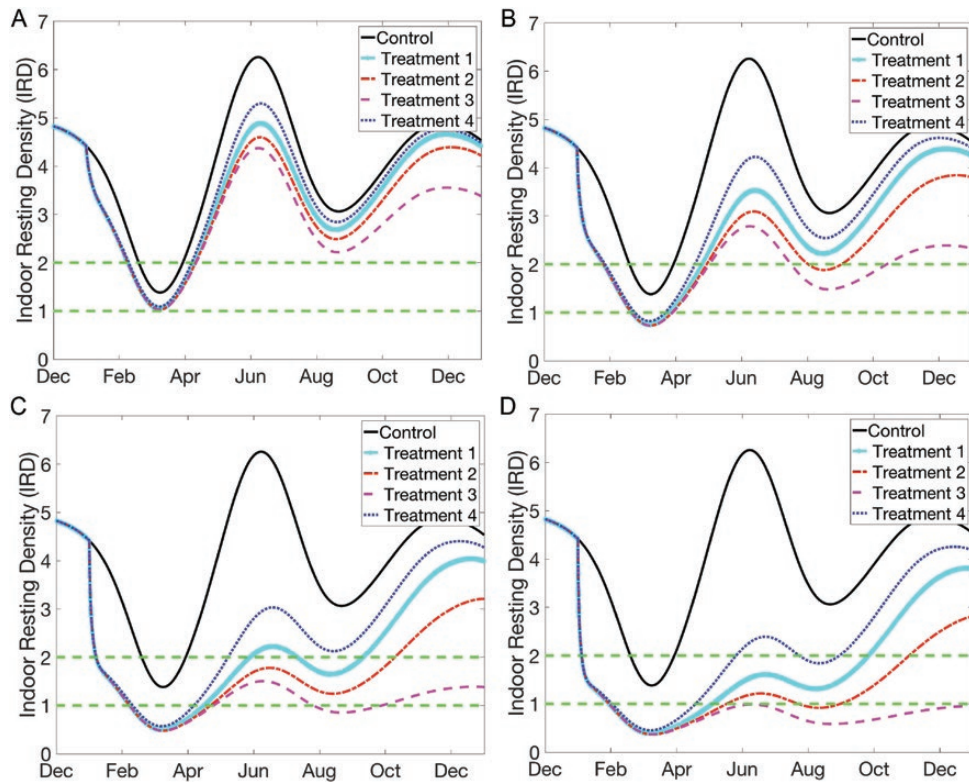 A
Indoor Resting Density (IRD)
7
6
5
4
3
2
1
0
Dec Feb Apr Jun Aug Oct Dec
Control
Treatment 1
Treatment 2
Treatment 3
Treatment 4
B
Indoor Resting Density (IRD)
7
6
5
4
3
2
1
0
Dec Feb Apr Jun Aug Oct Dec
Control
Treatment 1
Treatment 2
Treatment 3
Treatment 4
C
Indoor Resting Density (IRD)
7
6
5
4
3
2
1
0
Dec Feb Apr Jun Aug Oct Dec
Control
Treatment 1
Treatment 2
Treatment 3
Treatment 4
D
Indoor Resting Density (IRD)
7
6
5
4
3
2
1
0
Dec Feb Apr Jun Aug Oct Dec
Control
Treatment 1
Treatment 2
Treatment 3
Treatment 4